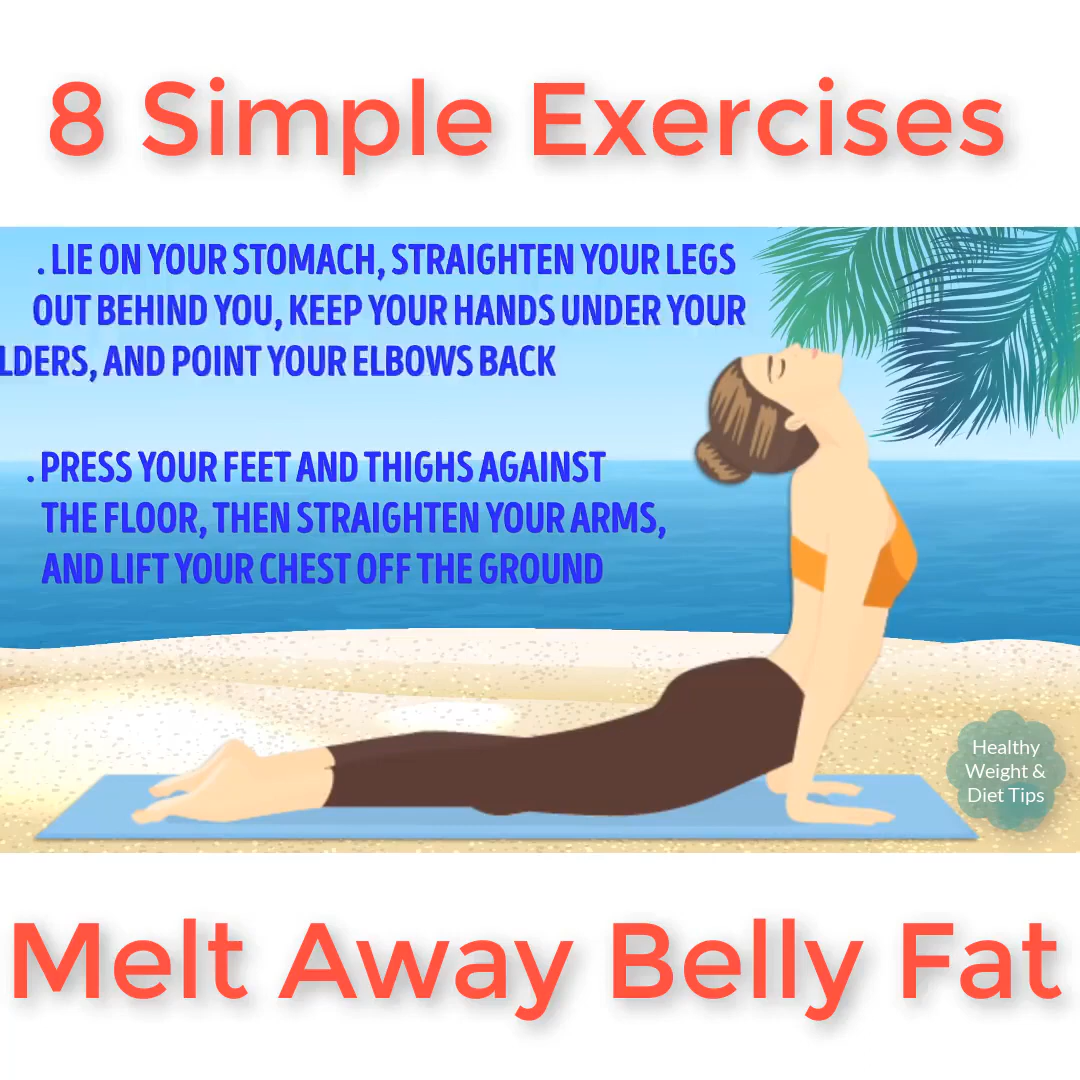 8 Simple Exercises
. LIE ON YOUR STOMACH, STRAIGHTEN YOUR LEGS
OUT BEHIND YOU, KEEP YOUR HANDS UNDER YOUR
LDERS, AND POINT YOUR ELBOWS BACK
. PRESS YOUR FEET AND THIGHS AGAINST
THE FLOOR, THEN STRAIGHTEN YOUR ARMS,
AND LIFT YOUR CHEST OFF THE GROUND
Healthy
Weight &
Diet Tips
Melt Away Belly Fat